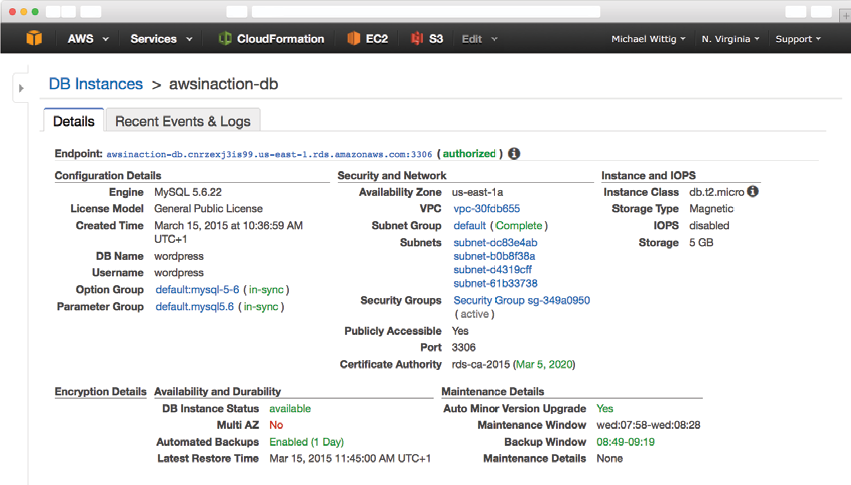 AWS Services CloudFormation EC2 S3 Edit Michael Wittig N. Virginia Support
DB Instances > awsinaction-db
Details Recent Events & Logs
Endpoint: awsinaction-db.cnrzexj3is99.us-east-1.rds.amazonaws.com:3306 ( authorized )
Configuration Details
Engine MySQL 5.6.22
License Model General Public License
Created Time March 15, 2015 at 10:36:59 AM
UTC+1
DB Name wordpress
Username wordpress
Option Group default:mysql-5-6 ( in-sync )
Parameter Group default.mysql5.6 ( in-sync )
Security and Network
Availability Zone us-east-1a
VPC vpc-30fdb655
Subnet Group default ( Complete )
Subnets subnet-dc83e4ab
subnet-b0b8f38a
subnet-d4319cff
subnet-61b33738
Security Groups Security Group sg-349a0950
( active )
Publicly Accessible Yes
Port 3306
Certificate Authority rds-ca-2015 (Mar 5, 2020)
Instance and IOPS
Instance Class db.t2.micro
Storage Type Magnetic
IOPS disabled
Storage 5 GB
Encryption Details
Availability and Durability
DB Instance Status available
Multi AZ No
Automated Backups Enabled (1 Day)
Latest Restore Time Mar 15, 2015 11:45:00 AM UTC+1
Maintenance Details
Auto Minor Version Upgrade Yes
Maintenance Window wed:07:58-wed:08:28
Backup Window 08:49-09:19
Maintenance Details None